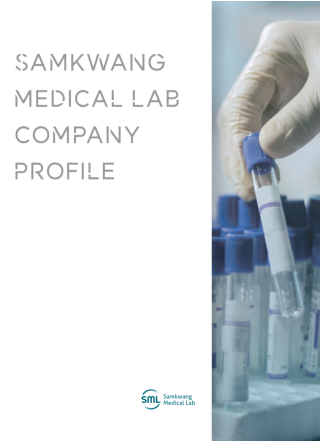 SAMKWANG
MEDICAL LAB
COMPANY
PROFILE
SML Samkwang
Medical Lab